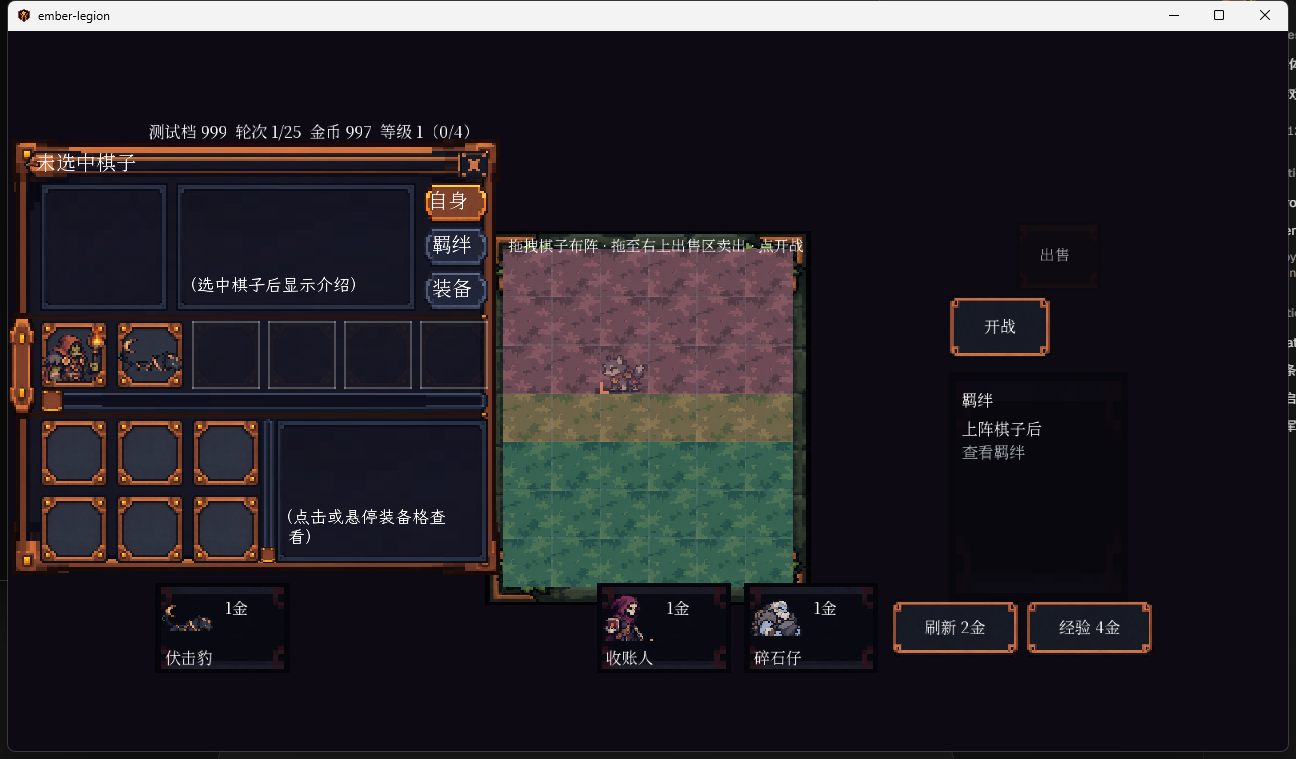 ember-legion
测试档 999 轮次 1/25 金币 997 等级 1（0/4）
未选中棋子
自身
羁绊
装备
(选中棋子后显示介绍)
拖拽棋子布阵 · 拖至右上出售区卖出 · 点开战
出售
开战
羁绊
上阵棋子后
查看羁绊
(点击或悬停装备格查
看)
1金
伏击豹
1金
收账人
1金
碎石仔
刷新 2金
经验 4金